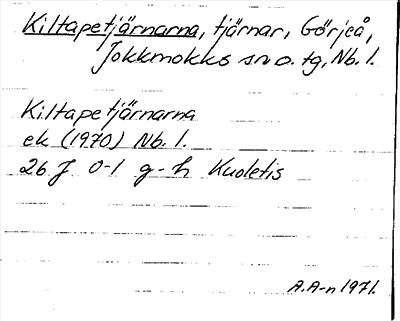 Kiltapetjärnarna, tjärnar, Görjeå,
Jokkmokks sn o. tg, Nb. l.
Kiltapetjärnarna
ek (1970) Nb. l.
26 J 0-1 g-h Kuoletis
A.A-n 1971.